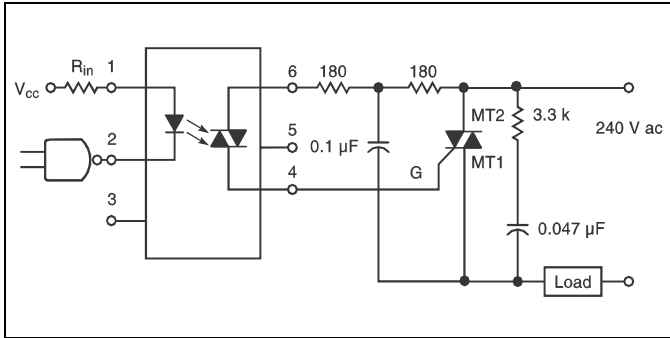 Rin 1
Vcc
2
3
6 180 180
5
4
0.1 µF
G
MT2
MT1
3.3 k
240 V ac
0.047 µF
Load